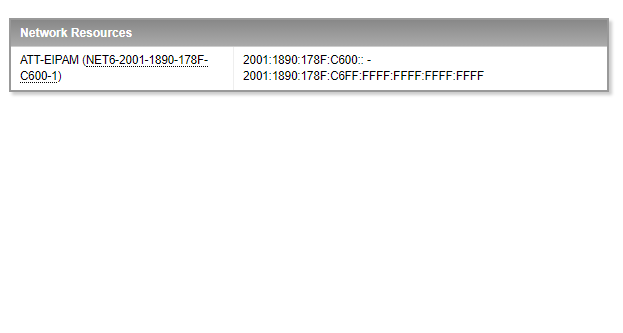 Network Resources
ATT-EIPAM (NET6-2001-1890-178F-
C600-1)
2001:1890:178F:C600:: -
2001:1890:178F:C6FF:FFFF:FFFF:FFFF:FFFF